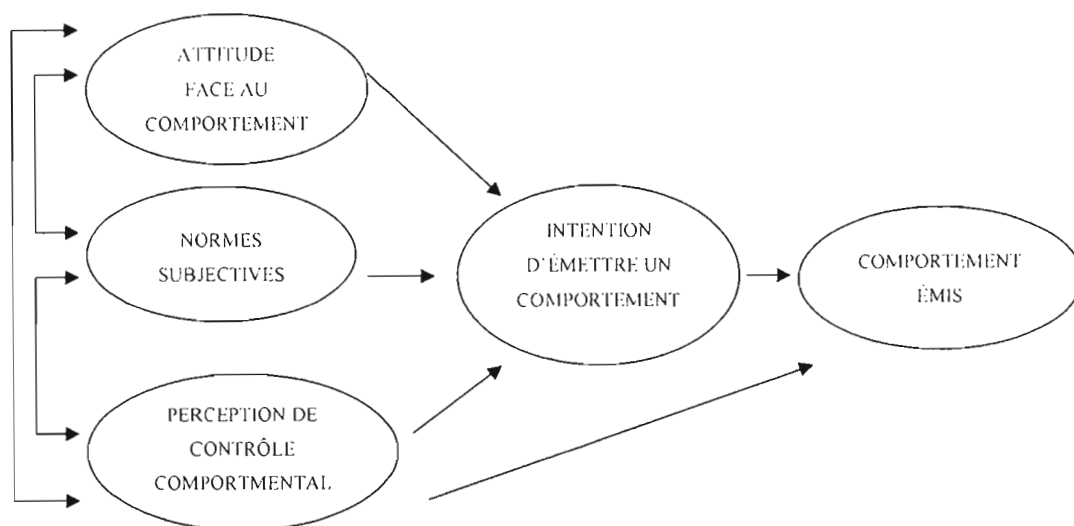 ATTITUDE
FACE AU
COMPORTEMENT
NORMES
SUBJECTIVES
PERCEPTION DE
CONTRÔLE
COMPORTMENTAL
INTENTION
D'ÉMETTRE UN
COMPORTEMENT
COMPORTEMENT
ÉMIS